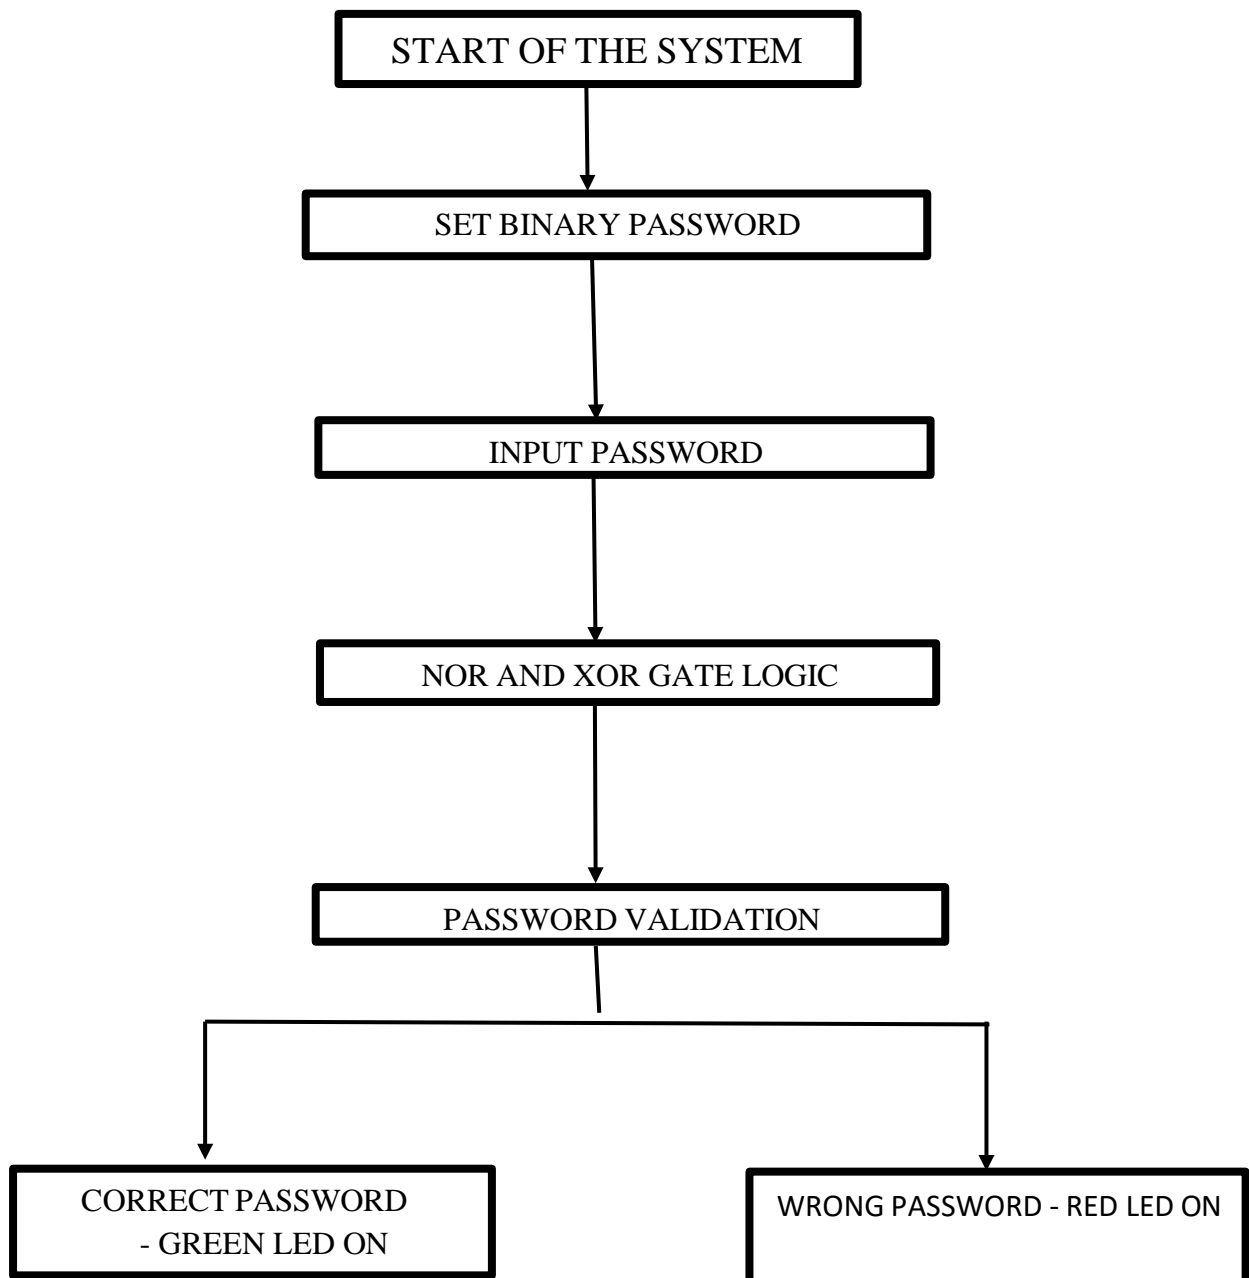 START OF THE SYSTEM
SET BINARY PASSWORD
INPUT PASSWORD
NOR AND XOR GATE LOGIC
PASSWORD VALIDATION
CORRECT PASSWORD
- GREEN LED ON
WRONG PASSWORD - RED LED ON